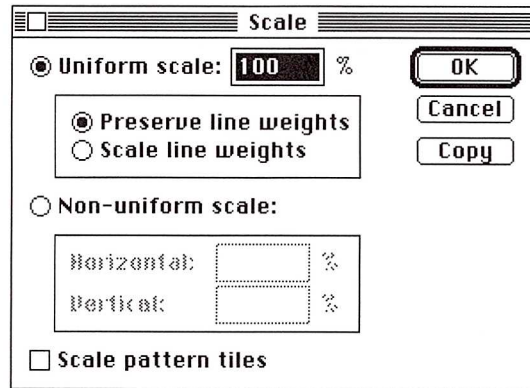 Scale
Uniform scale: 100 %
OK
Preserve line weights
Cancel
Scale line weights
Copy
Non-uniform scale:
Horizontal: %
Vertical: %
Scale pattern tiles